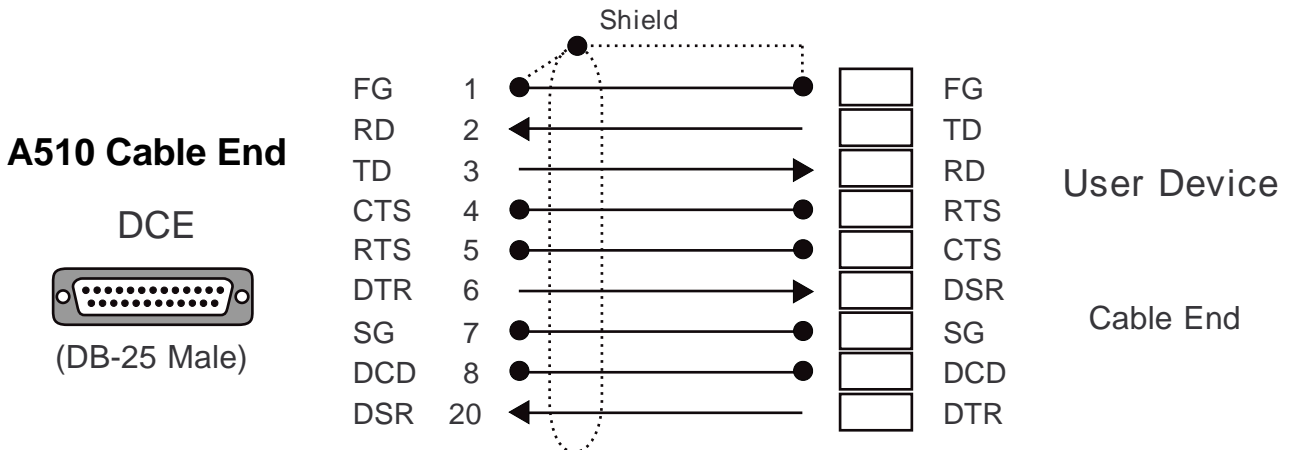 Shield
FG 1 FG
RD 2 TD
A510 Cable End
TD 3 RD
User Device
CTS 4 RTS
DCE
RTS 5 CTS
DTR 6 DSR
Cable End
SG 7 SG
(DB-25 Male)
DCD 8 DCD
DSR 20 DTR